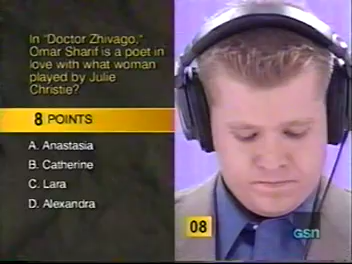 In "Doctor Zhivago,"
Omar Sharif is a poet in
love with what woman
played by Julie
Christie?
8 POINTS
A. Anastasia
B. Catherine
C. Lara
D. Alexandra
08
GSN